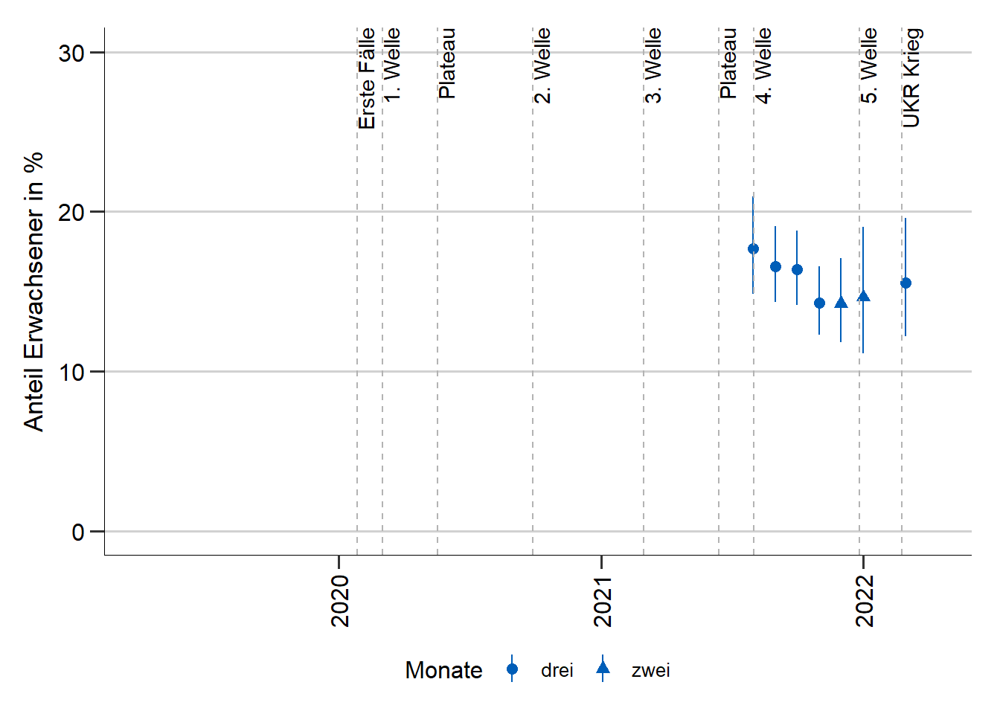 Erste Fälle
1. Welle
Plateau
2. Welle
3. Welle
Plateau
4. Welle
5. Welle
UKR Krieg
Anteil Erwachsener in %
30
20
10
0
2020
2021
2022
Monate drei zwei